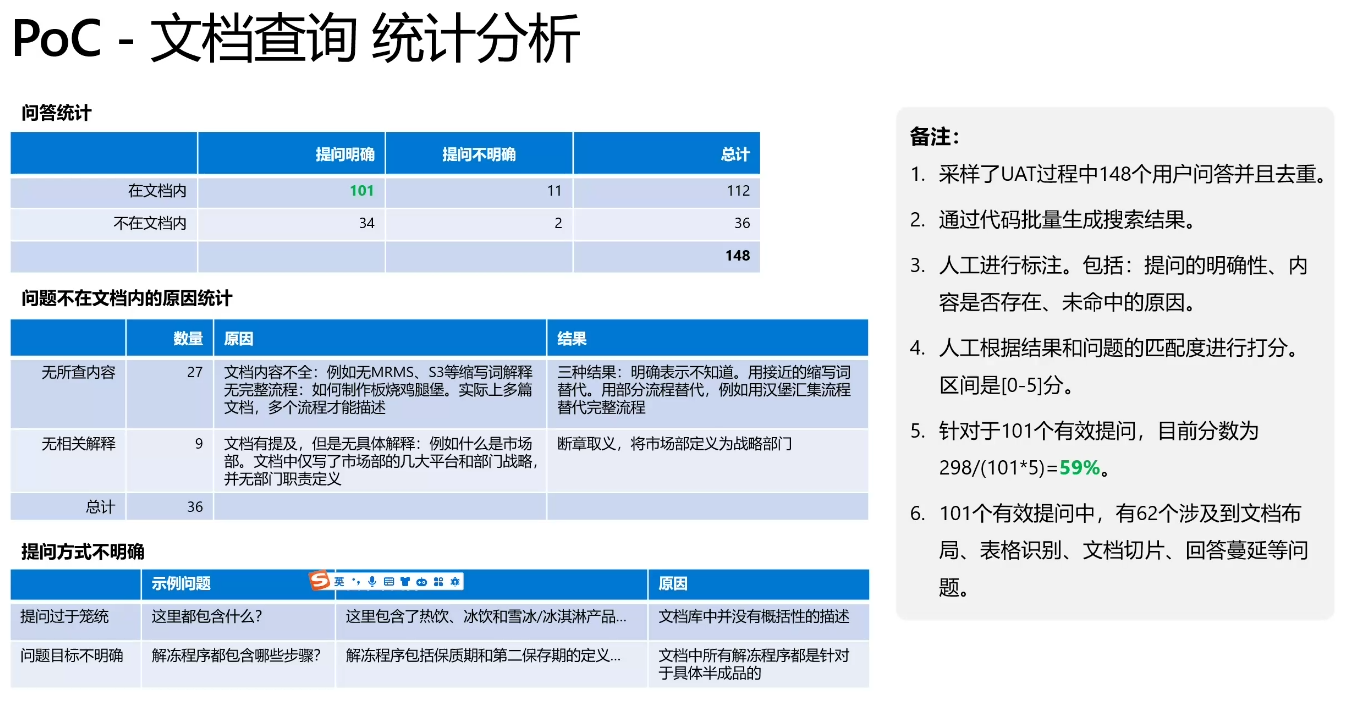 PoC - 文档查询 统计分析
问答统计
提问明确 提问不明确 总计
在文档内 101 11 112
不在文档内 34 2 36
148
问题不在文档内的原因统计
数量 原因 结果
无所查内容 27 文档内容不全：例如无MRMS、S3等缩写词解释 三种结果：明确表示不知道。用接近的缩写词
无完整流程：如何制作板烧鸡腿堡。实际上多篇 替代。用部分流程替代，例如用汉堡汇集流程
文档，多个流程才能描述 替代完整流程
无相关解释 9 文档有提及，但是无具体解释：例如什么是市场 断章取义，将市场部定义为战略部门
部。文档中仅写了市场部的几大平台和部门战略，
并无部门职责定义
总计 36
提问方式不明确
示例问题 英 原因
提问过于笼统 这里都包含什么？ 这里包含了热饮、冰饮和雪冰/冰淇淋产品... 文档库中并没有概括性的描述
问题目标不明确 解冻程序都包含哪些步骤？ 解冻程序包括保质期和第二保存期的定义... 文档中所有解冻程序都是针对
于具体半成品的
备注：
1. 采样了UAT过程中148个用户问答并且去重。
2. 通过代码批量生成搜索结果。
3. 人工进行标注。包括：提问的明确性、内
容是否存在、未命中的原因。
4. 人工根据结果和问题的匹配度进行打分。
区间是[0-5]分。
5. 针对于101个有效提问，目前分数为
298/(101*5)=59%。
6. 101个有效提问中，有62个涉及到文档布
局、表格识别、文档切片、回答蔓延等问
题。